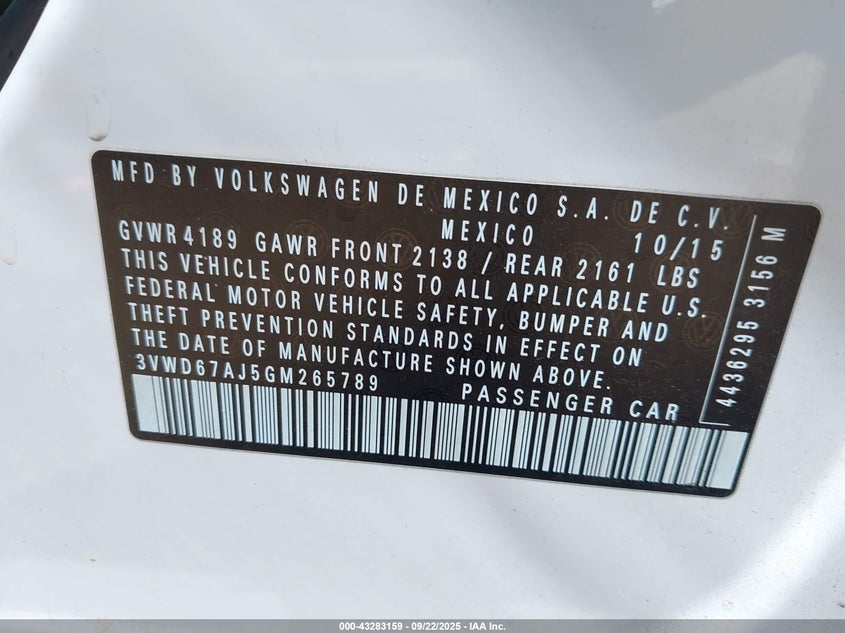 MFD BY VOLKSWAGEN DE MEXICO S.A. DE C.V.
MEXICO 10/15
GVWR 4189 GAWR FRONT 2138 / REAR 2161 LBS
THIS VEHICLE CONFORMS TO ALL APPLICABLE U.S.
FEDERAL MOTOR VEHICLE SAFETY, BUMPER AND
THEFT PREVENTION STANDARDS IN EFFECT ON
THE DATE OF MANUFACTURE SHOWN ABOVE.
3VWD67AJ5GM265789 PASSENGER CAR
4436295 3156 M
000-43283159 - 09/22/2025 - IAA Inc.